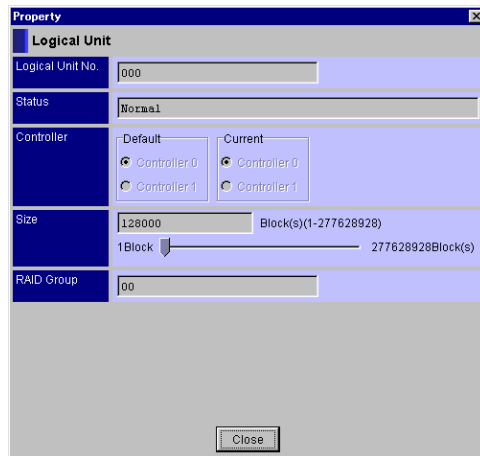 Property
Logical Unit
Logical Unit No.
000
Status
Normal
Controller
Default
Current
Controller 0
Controller 0
Controller 1
Controller 1
Size
128000
Block(s)(1-277628928)
1Block
277628928Block(s)
RAID Group
00
Close